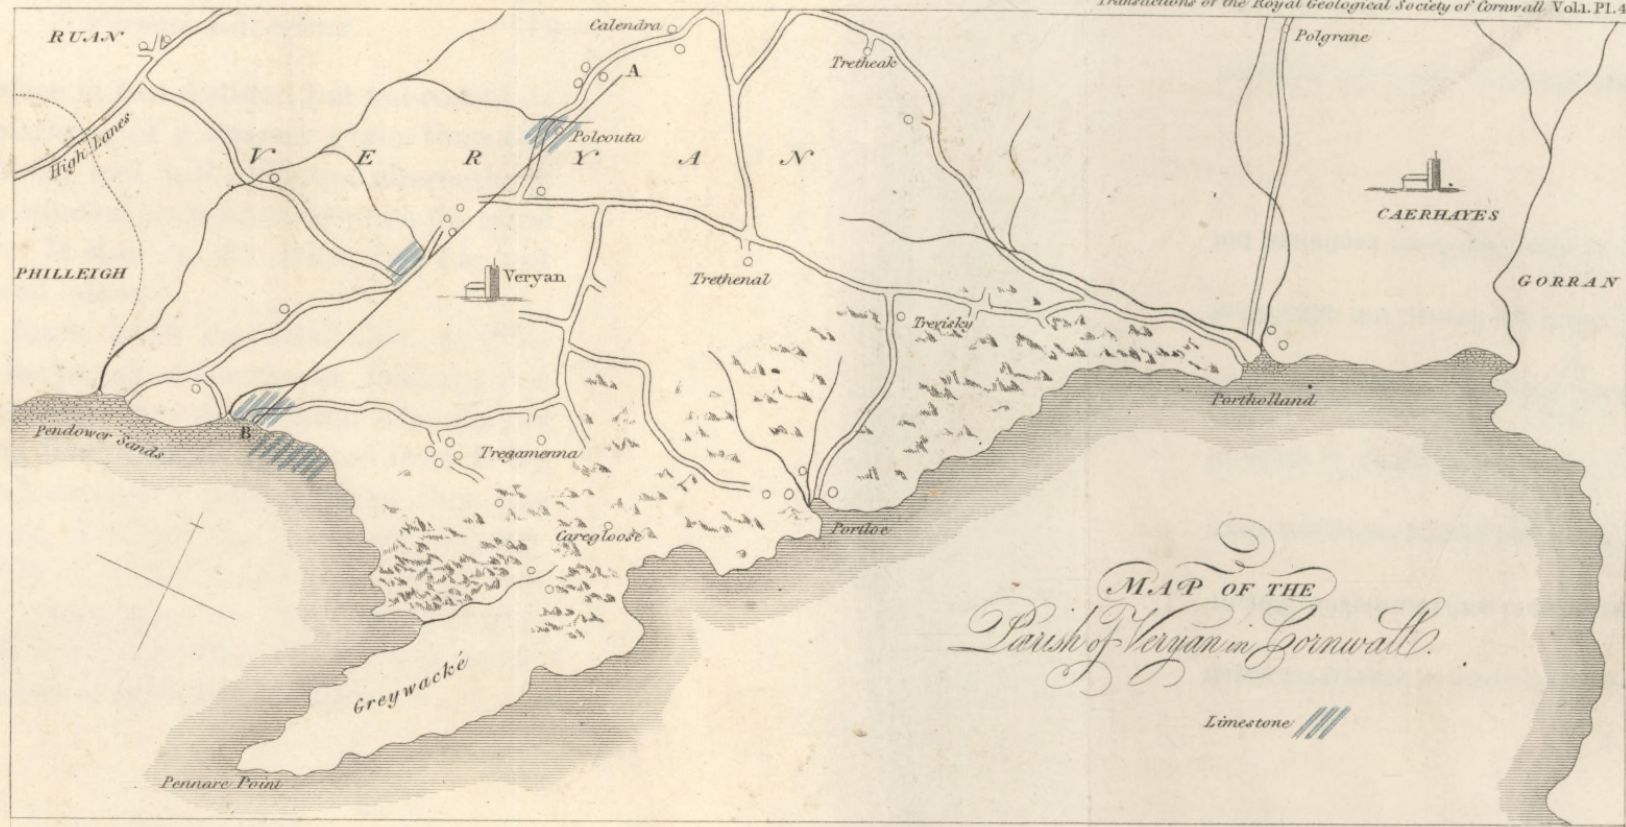 Transactions of the Royal Geological Society of Cornwall Vol.1. Pl. 4
RUAN
Calendra
A
Tretheak
Polgrane
High Lanes
Polcouta
VERYAN
CAERHAYES
PHILLEIGH
Veryan
Trethenal
GORRAN
Trevisky
Portholland
Pendower Sands
B
Tregamenna
Caregloose
Portloe
MAP OF THE
Parish of Veryan in Cornwall.
Greywacké
Limestone
Pennare Point